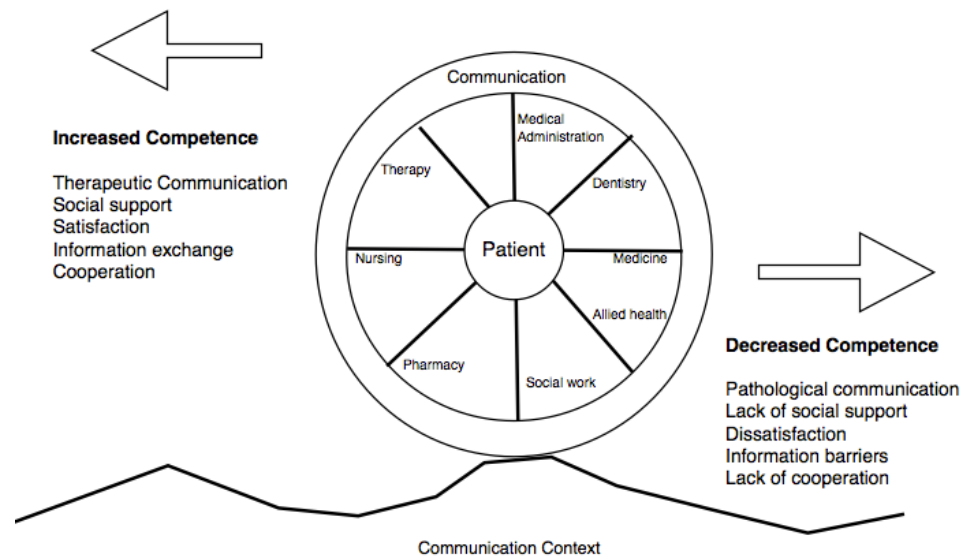 Communication
Increased Competence
Therapeutic Communication
Social support
Satisfaction
Information exchange
Cooperation
Medical
Administration
Therapy
Dentistry
Patient
Nursing
Medicine
Allied health
Pharmacy
Social work
Decreased Competence
Pathological communication
Lack of social support
Dissatisfaction
Information barriers
Lack of cooperation
Communication Context